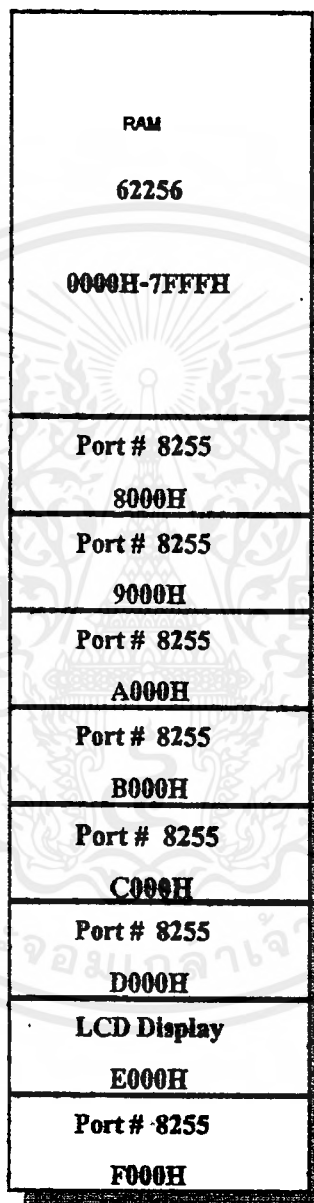 RAM
62256
0000H-7FFFH
Port # 8255
8000H
Port # 8255
9000H
Port # 8255
A000H
Port # 8255
B000H
Port # 8255
C000H
Port # 8255
D000H
LCD Display
E000H
Port # 8255
F000H